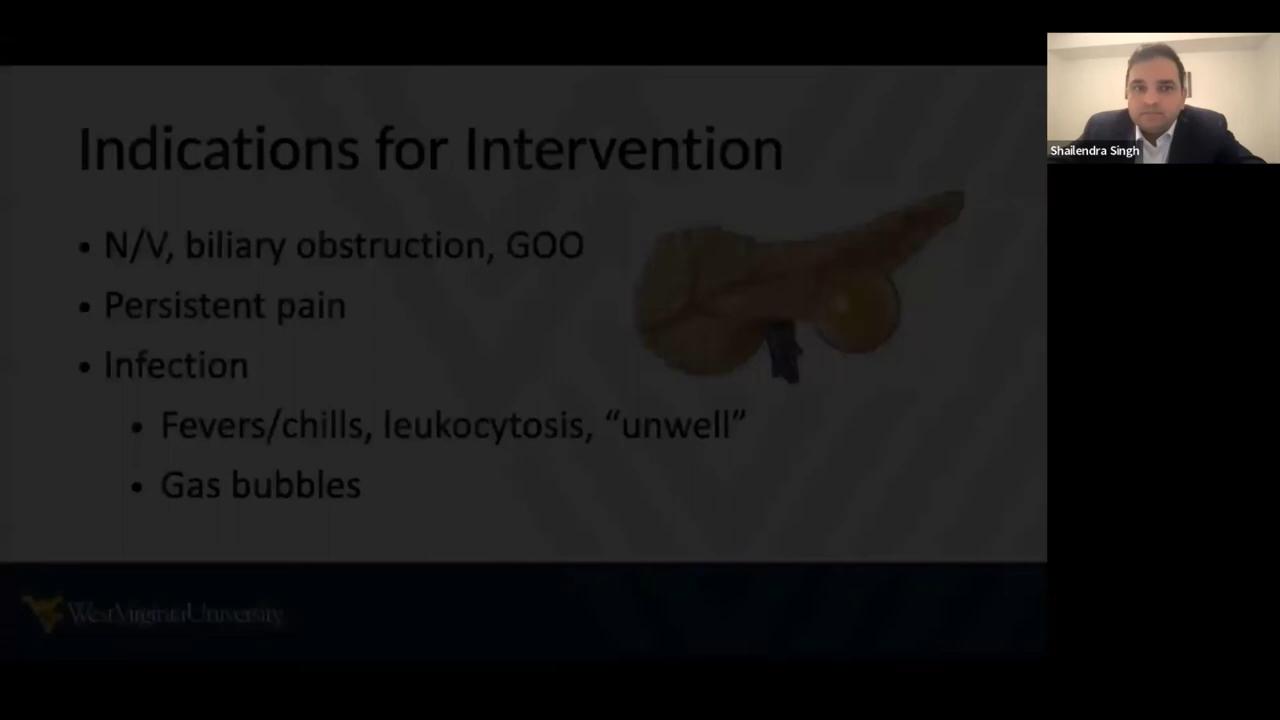 Indications for Intervention
• N/V, biliary obstruction, GOO
• Persistent pain
• Infection
• Fevers/chills, leukocytosis, “unwell”
• Gas bubbles
WestVirginiaUniversity
Shailendra Singh